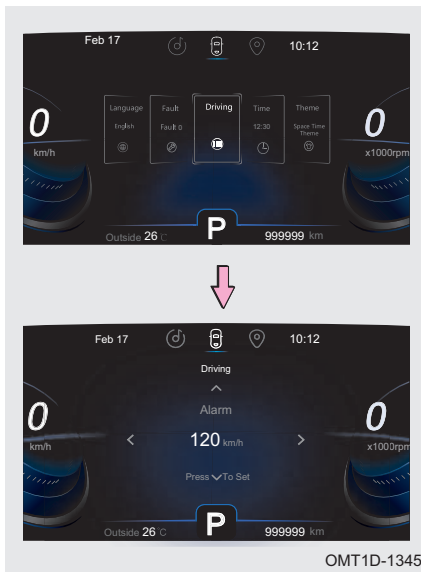 Feb 17 10:12
Language Fault Driving Time Theme
English Fault 0 12:30 Space Time
Theme
0 0
km/h x1000rpm
P
Outside 26°C 999999 km
Feb 17 10:12
Driving
Alarm
0 120 km/h 0
km/h x1000rpm
Press To Set
P
Outside 26°C 999999 km
OMT1D-1345